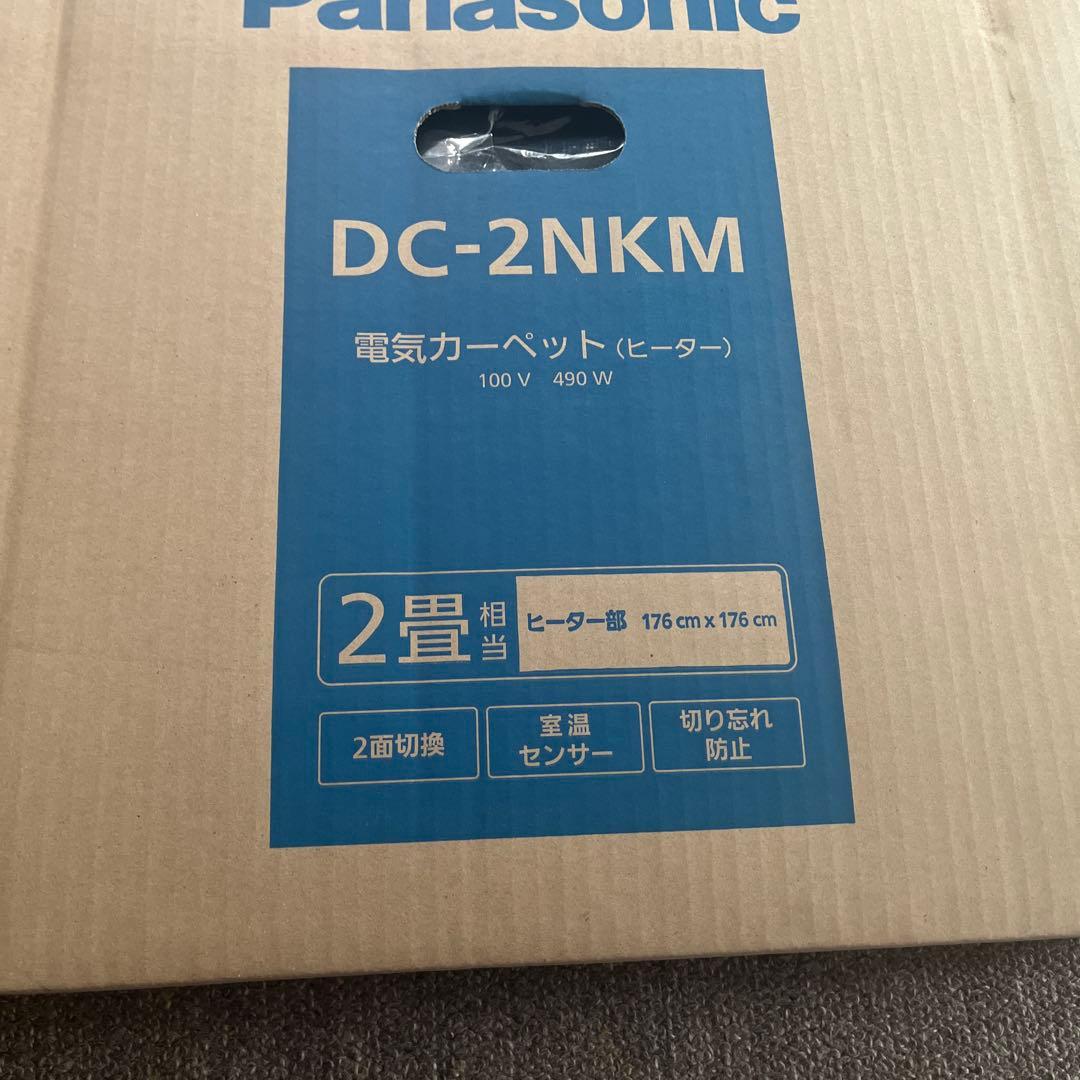 Panasonic
DC-2NKM
電気カーペット(ヒーター)
100 V 490 W
2畳相当 ヒーター部 176 cm x 176 cm
2面切換
室温
センサー
切り忘れ
防止